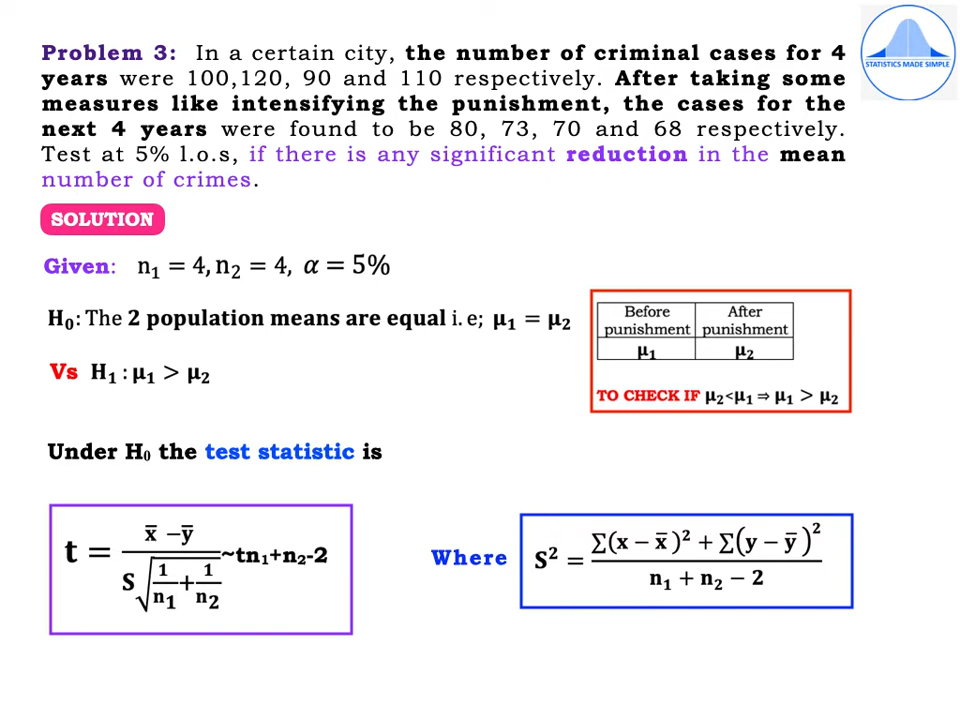 STATISTICS MADE SIMPLE
Problem 3: In a certain city, the number of criminal cases for 4
years were 100,120, 90 and 110 respectively. After taking some
measures like intensifying the punishment, the cases for the
next 4 years were found to be 80, 73, 70 and 68 respectively.
Test at 5% l.o.s, if there is any significant reduction in the mean
number of crimes.
SOLUTION
Given: n₁ = 4, n₂ = 4, α = 5%
H₀: The 2 population means are equal i. e; μ₁ = μ₂
Vs H₁ : μ₁ > μ₂
Before punishment | After punishment
μ₁ | μ₂
TO CHECK IF μ₂<μ₁ ⇒ μ₁ > μ₂
Under H₀ the test statistic is
t = (x̄ −ȳ) / (S √(1/n₁ + 1/n₂)) ~tn₁+n₂-2
Where S² = (∑(x − x̄ )² + ∑(y − ȳ )²) / (n₁ + n₂ − 2)